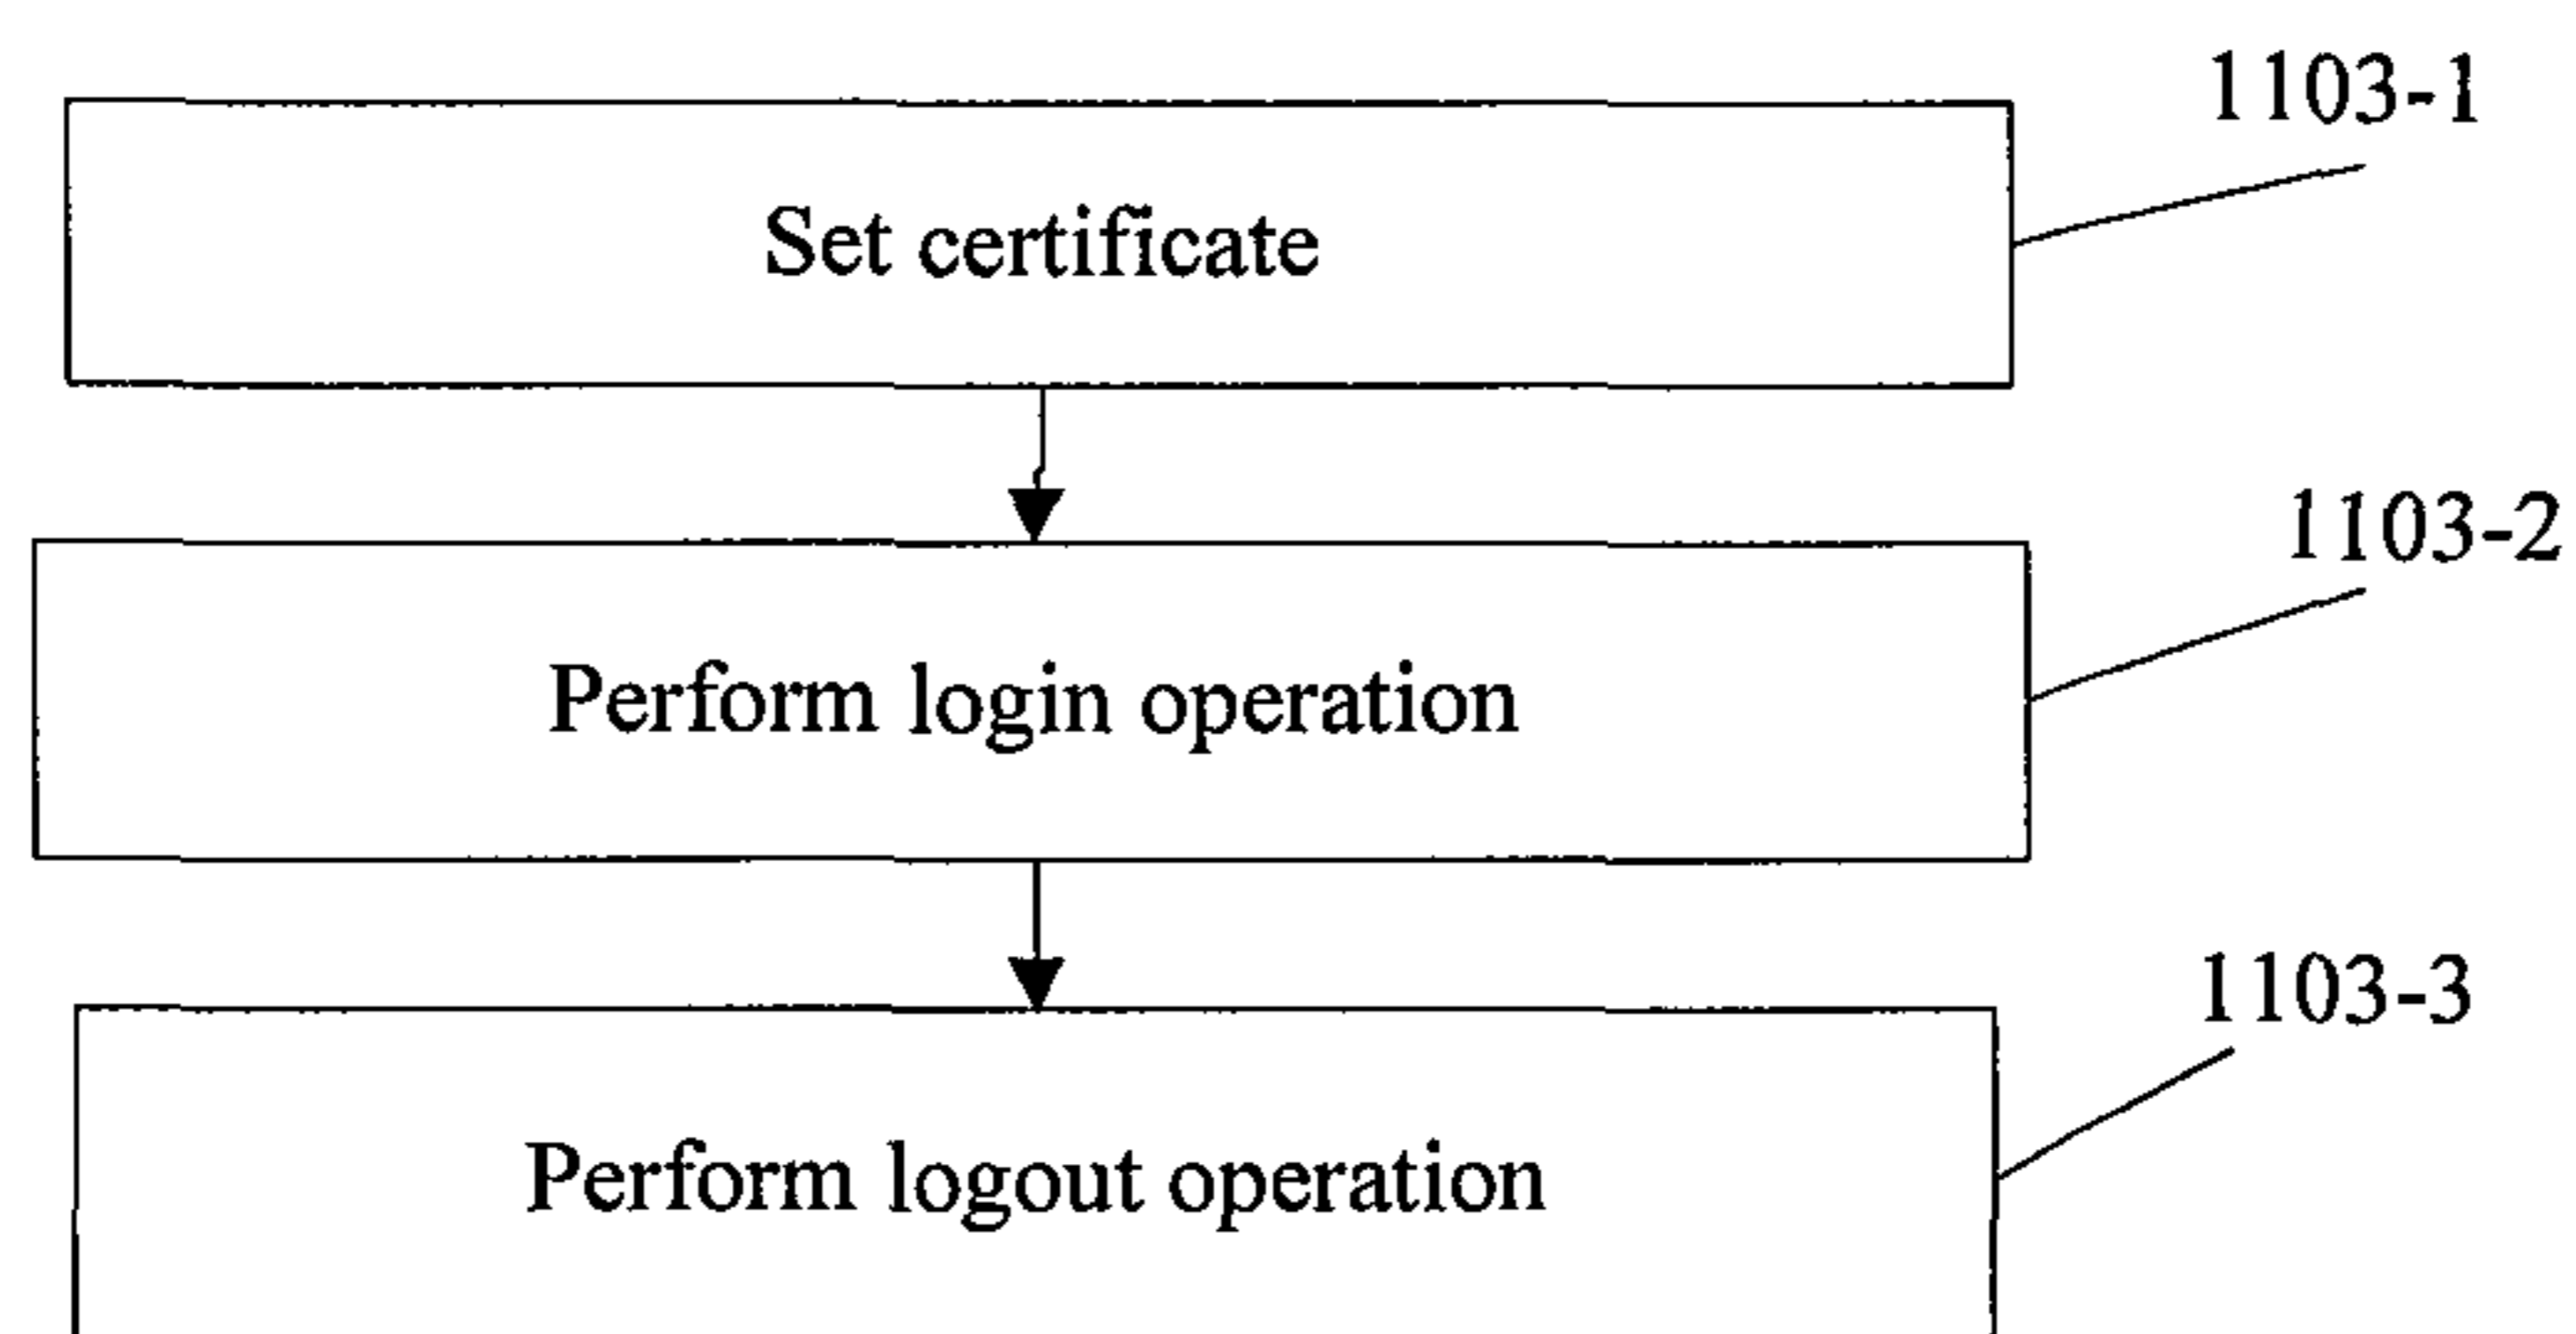 1103-1
Set certificate
1103-2
Perform login operation
1103-3
Perform logout operation